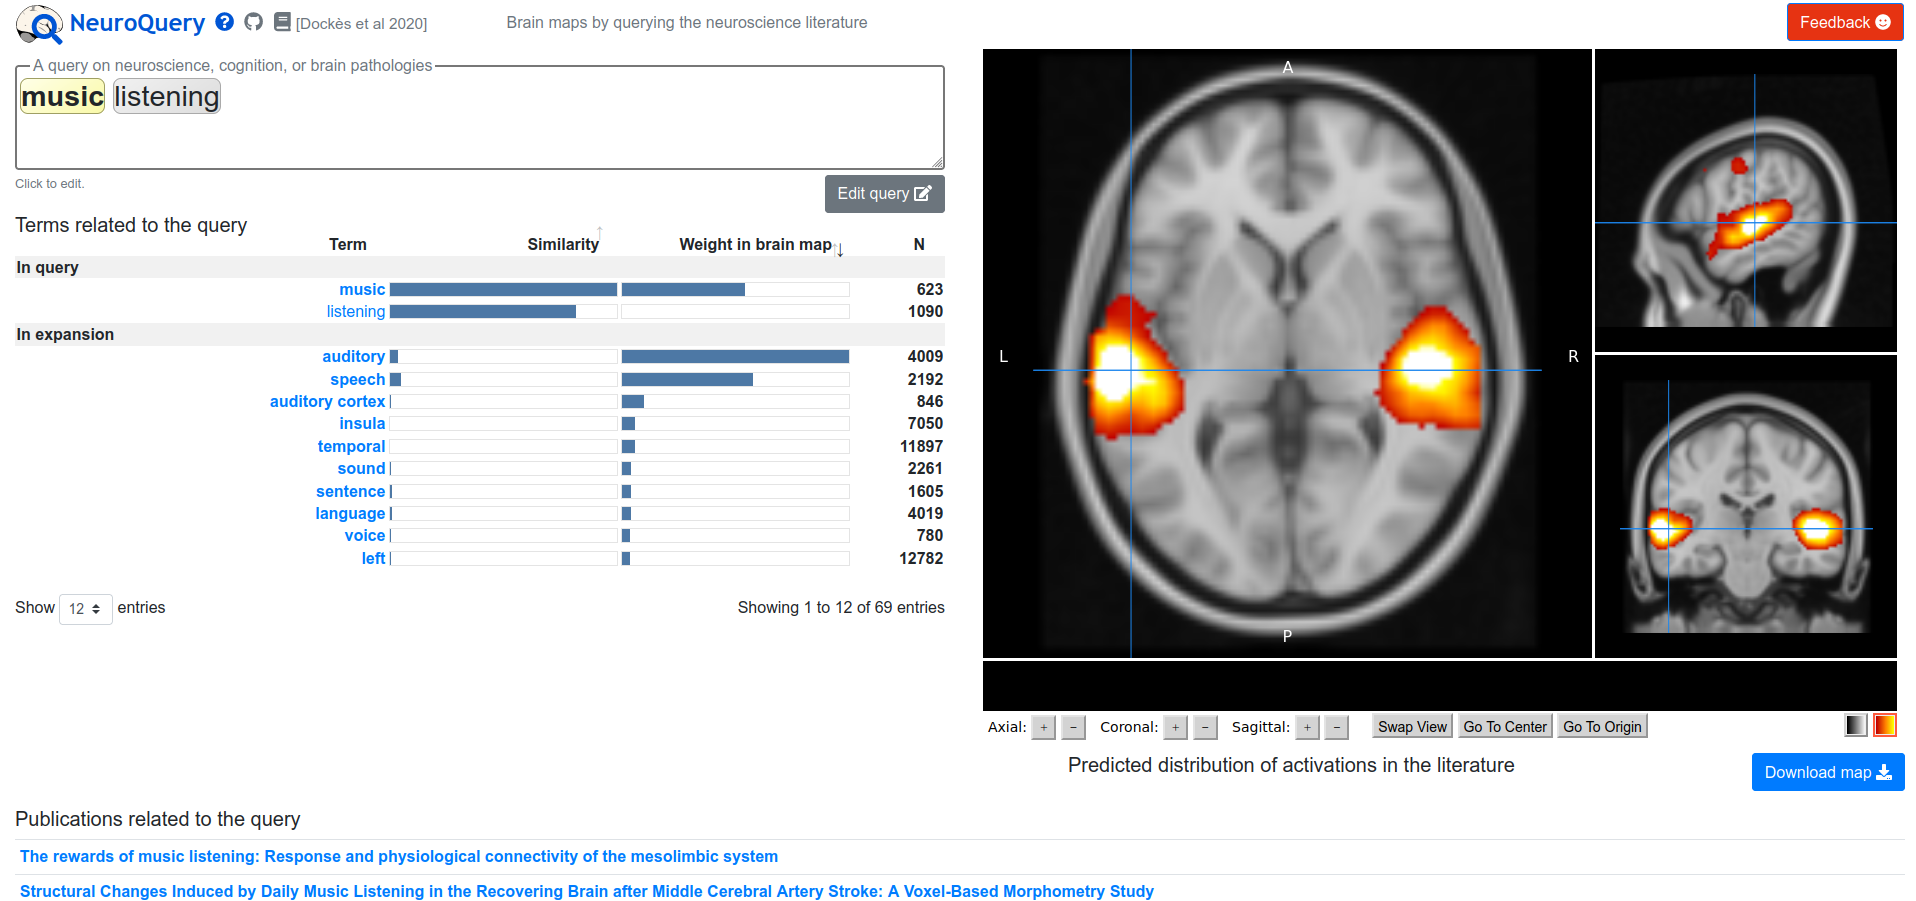 NeuroQuery ? [Dockès et al 2020] Brain maps by querying the neuroscience literature Feedback
A query on neuroscience, cognition, or brain pathologies
music listening
Click to edit.
Edit query
Terms related to the query
Term Similarity Weight in brain map N
In query
music 623
listening 1090
In expansion
auditory 4009
speech 2192
auditory cortex 846
insula 7050
temporal 11897
sound 2261
sentence 1605
language 4019
voice 780
left 12782
Show 12 entries Showing 1 to 12 of 69 entries
A
L R
P
Axial: + − Coronal: + − Sagittal: + − Swap View Go To Center Go To Origin
Predicted distribution of activations in the literature
Download map
Publications related to the query
The rewards of music listening: Response and physiological connectivity of the mesolimbic system
Structural Changes Induced by Daily Music Listening in the Recovering Brain after Middle Cerebral Artery Stroke: A Voxel-Based Morphometry Study